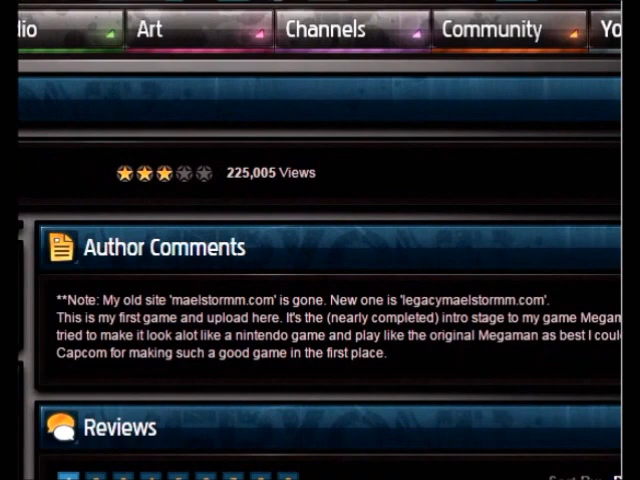 lio Art Channels Community Yo
225,005 Views
Author Comments
**Note: My old site 'maelstormm.com' is gone. New one is 'legacymaelstormm.com'.
This is my first game and upload here. It's the (nearly completed) intro stage to my game Megam
tried to make it look alot like a nintendo game and play like the original Megaman as best I coul
Capcom for making such a good game in the first place.
Reviews